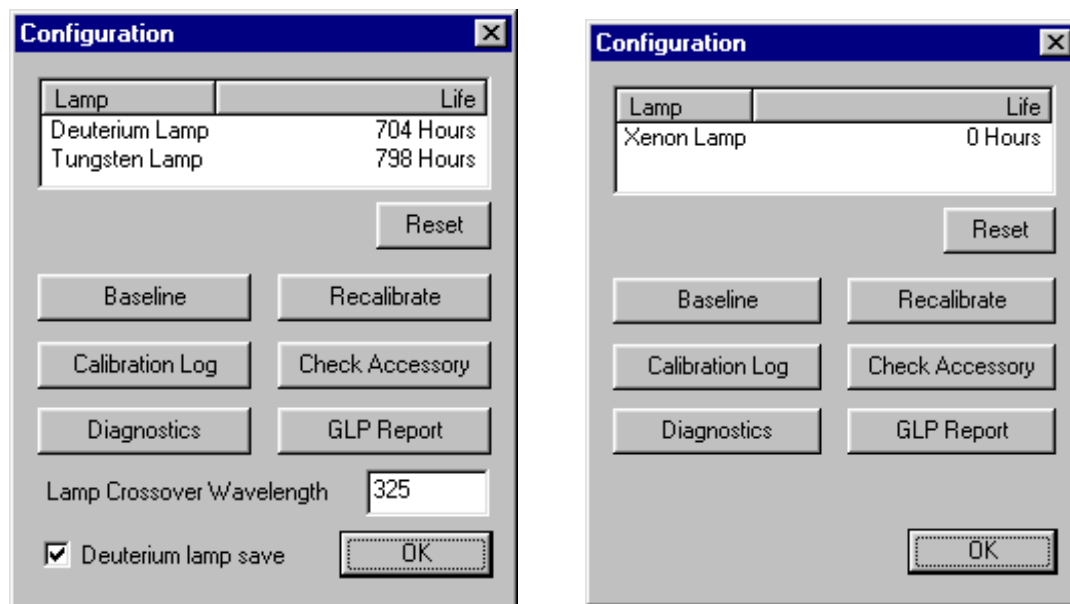 Configuration
Lamp Life
Deuterium Lamp 704 Hours
Tungsten Lamp 798 Hours
Reset
Baseline Recalibrate
Calibration Log Check Accessory
Diagnostics GLP Report
Lamp Crossover Wavelength 325
Deuterium lamp save OK
Configuration
Lamp Life
Xenon Lamp 0 Hours
Reset
Baseline Recalibrate
Calibration Log Check Accessory
Diagnostics GLP Report
OK